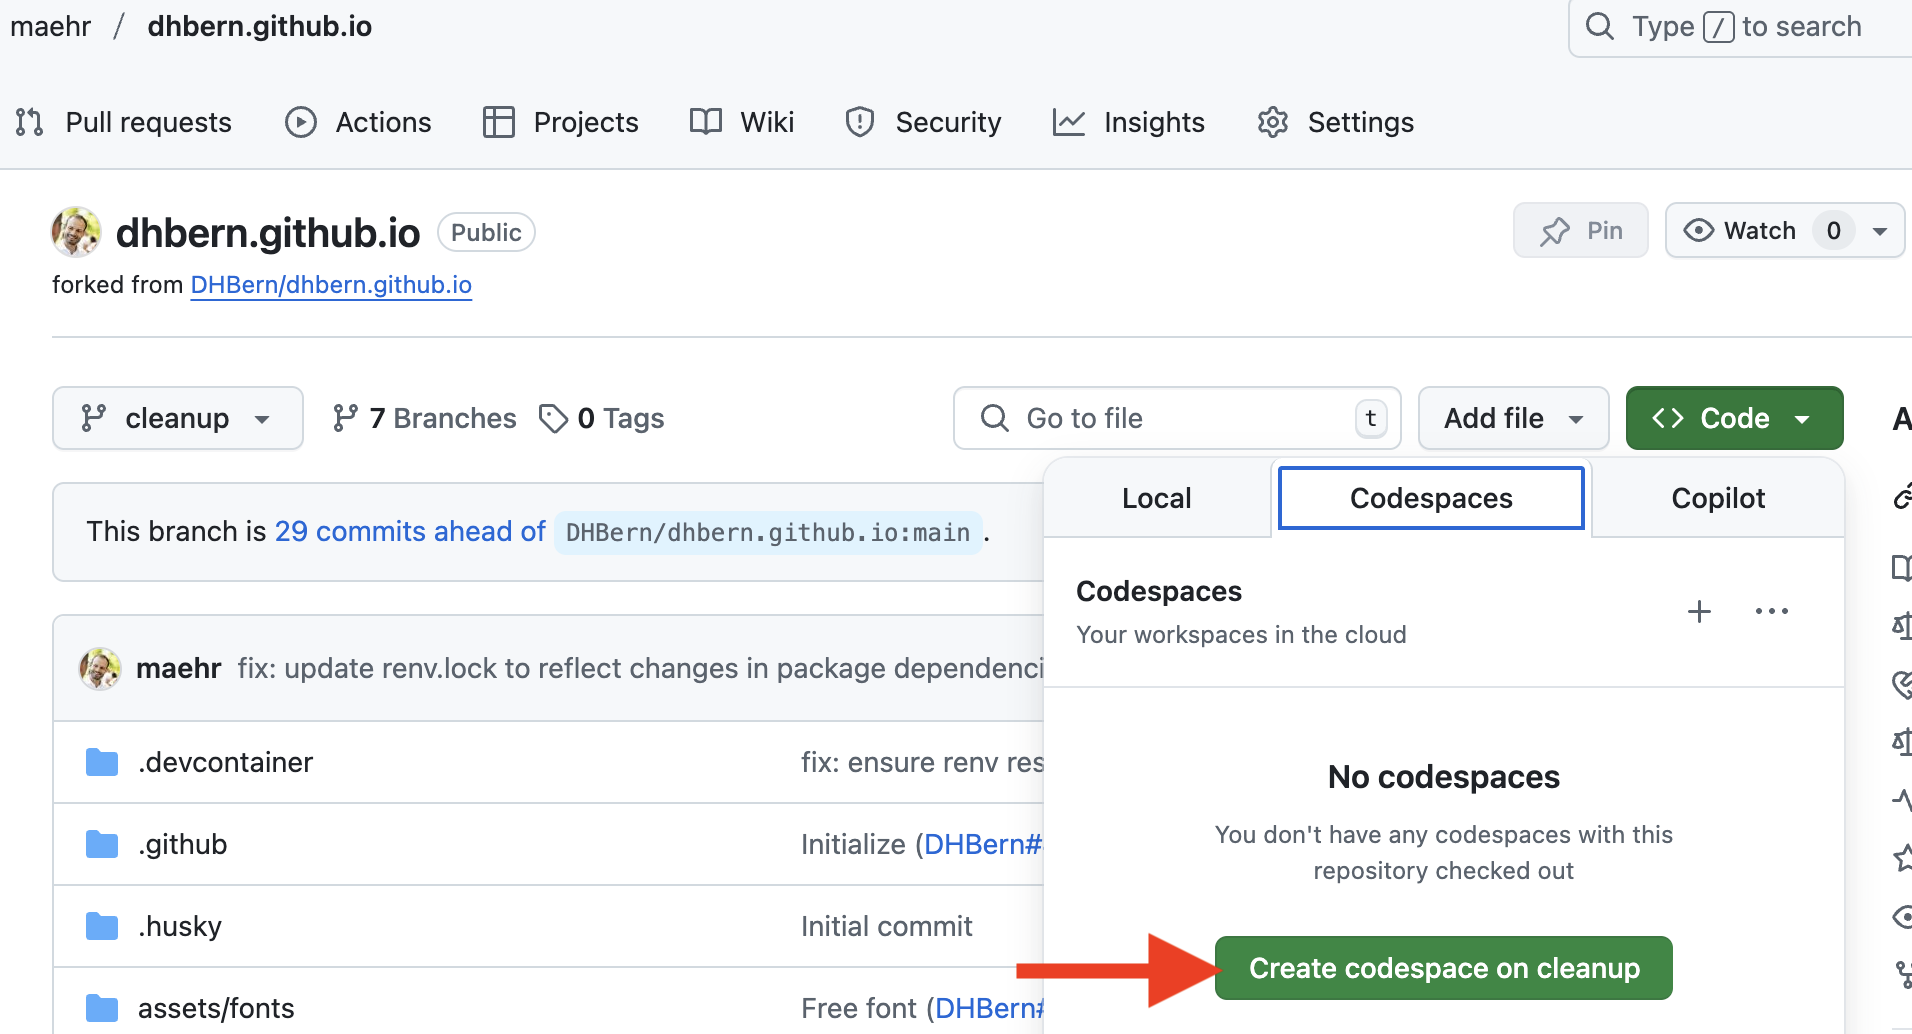 maehr / dhbern.github.io
Type / to search
Pull requests Actions Projects Wiki Security Insights Settings
dhbern.github.io Public
Pin Watch 0
forked from DHBern/dhbern.github.io
cleanup 7 Branches 0 Tags
Go to file t Add file Code
Local Codespaces Copilot
This branch is 29 commits ahead of DHBern/dhbern.github.io:main .
Codespaces
Your workspaces in the cloud
maehr fix: update renv.lock to reflect changes in package
.devcontainer fix: ensure renv
No codespaces
You don't have any codespaces with this
repository checked out
.github Initialize (DHBern#
.husky Initial commit
Create codespace on cleanup
assets/fonts Free font (DHBern#